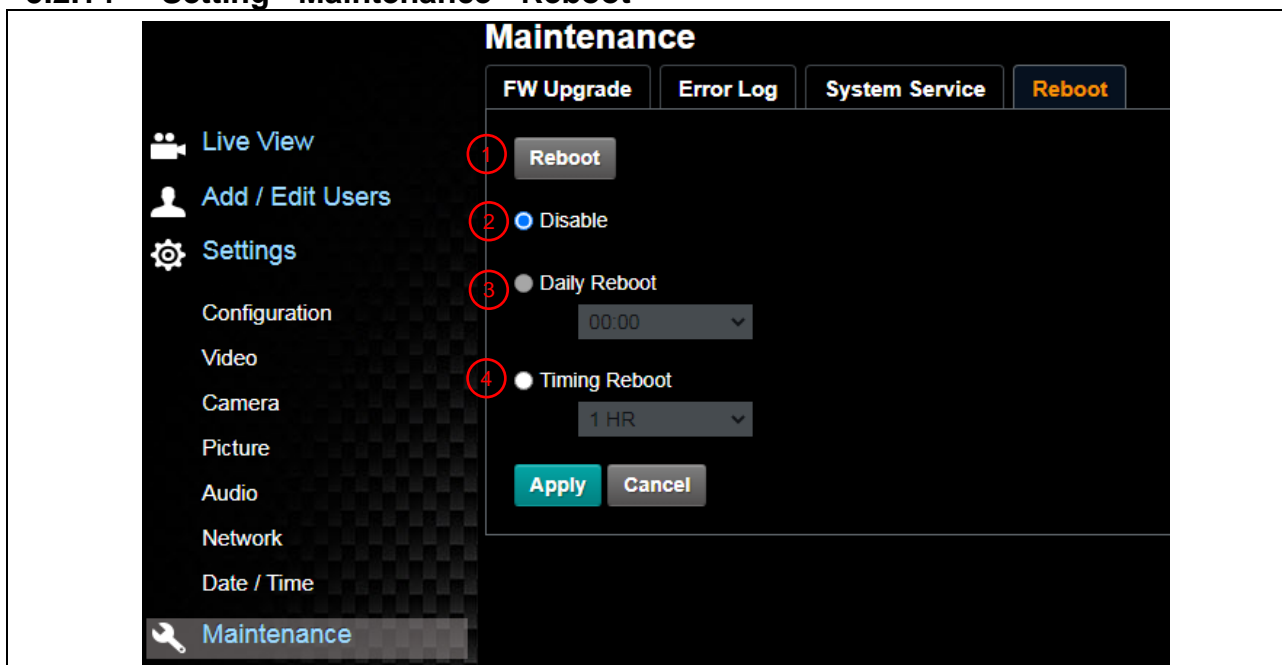 Maintenance
FW Upgrade Error Log System Service Reboot
Live View
Add / Edit Users
Settings
Configuration
Video
Camera
Picture
Audio
Network
Date / Time
Maintenance
1 Reboot
2 Disable
3 Daily Reboot
00:00
4 Timing Reboot
1 HR
Apply Cancel